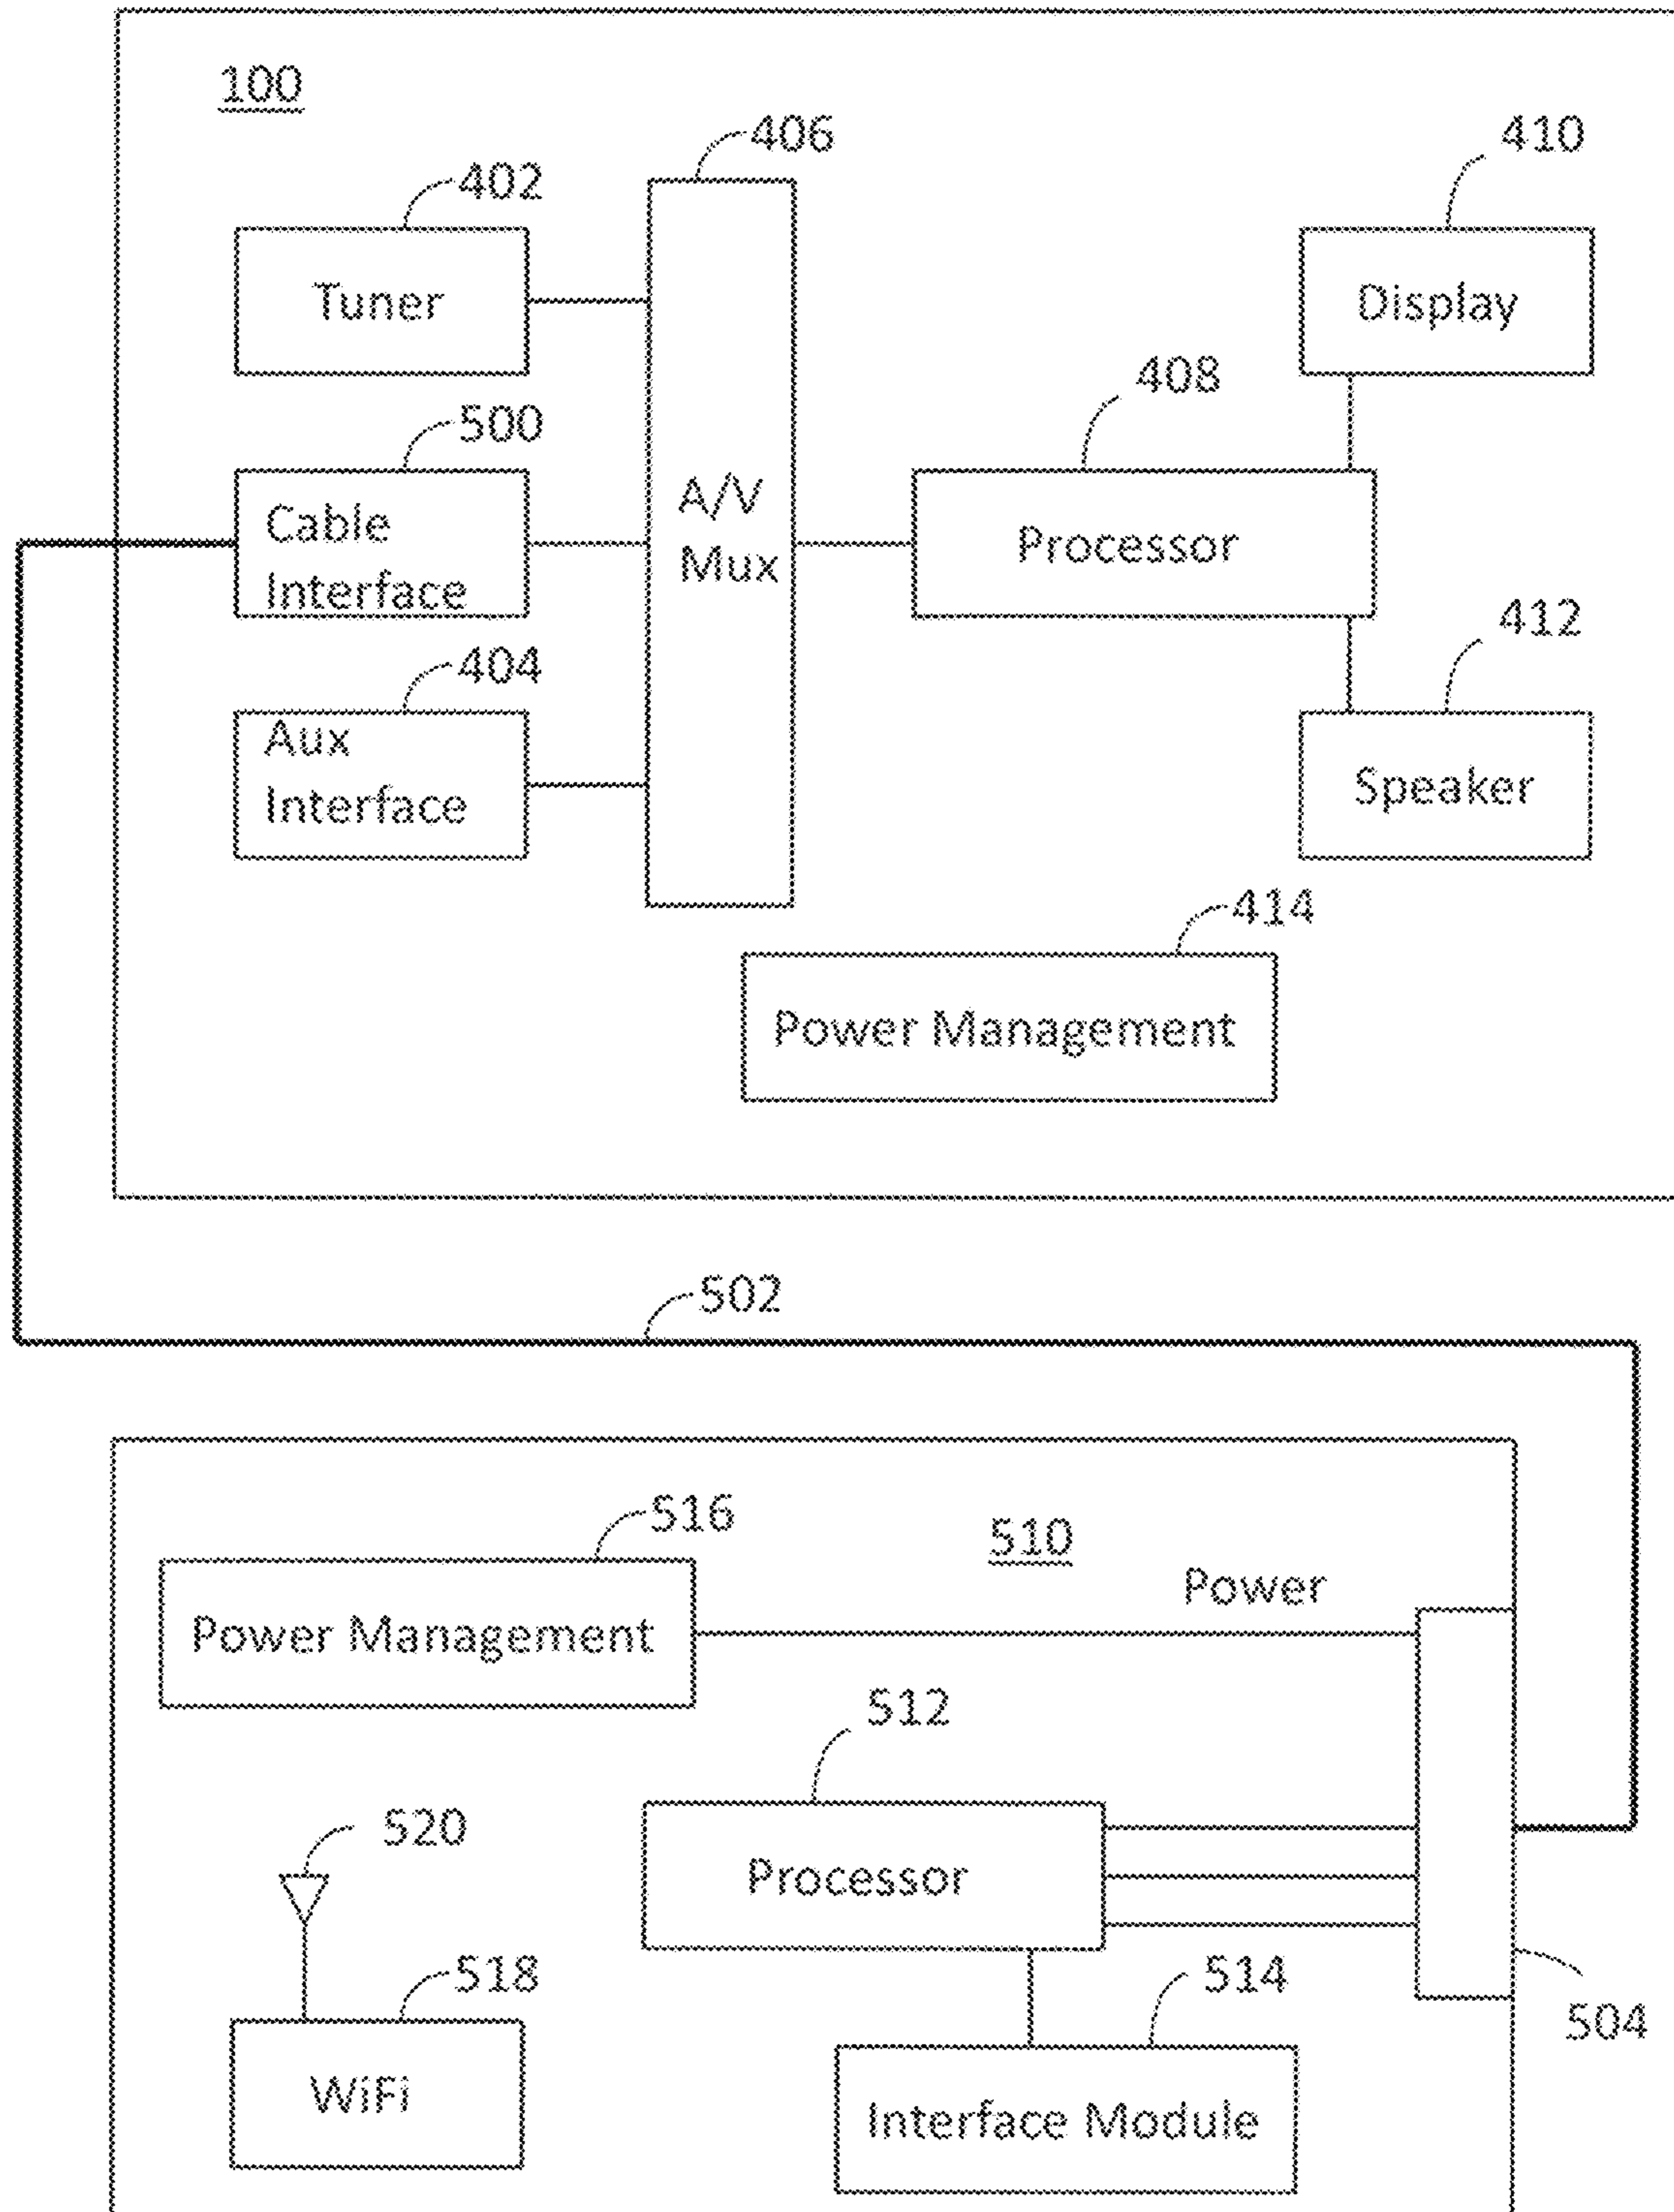 100
406
410
402
Tuner
Display
408
500
Cable
Interface
A/V
Mux
Processor
412
404
Aux
Interface
Speaker
414
Power Management
502
516
510
Power
Power Management
512
520
Processor
518
514
504
WiFi
Interface Module